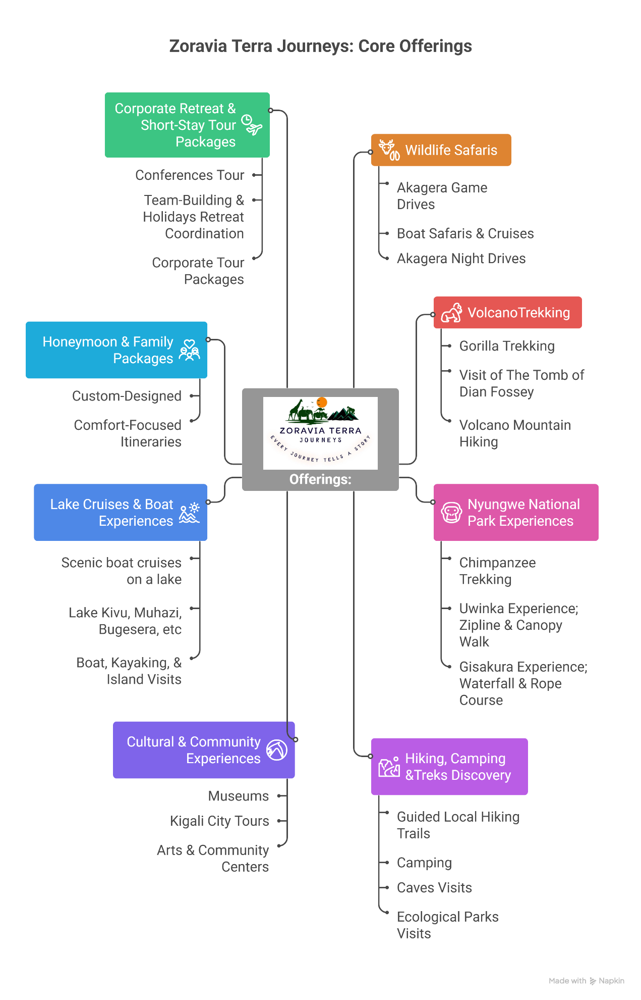 Zoravia Terra Journeys: Core Offerings
Corporate Retreat &
Short-Stay Tour
Packages
Conferences Tour
Team-Building &
Holidays Retreat
Coordination
Corporate Tour
Packages
Wildlife Safaris
Akagera Game
Drives
Boat Safaris & Cruises
Akagera Night Drives
Honeymoon & Family
Packages
Custom-Designed
Comfort-Focused
Itineraries
VolcanoTrekking
Gorilla Trekking
Visit of The Tomb of
Dian Fossey
Volcano Mountain
Hiking
ZORAVIA TERRA
JOURNEYS
EVERY JOURNEY TELLS A STORY
Offerings:
Lake Cruises & Boat
Experiences
Scenic boat cruises
on a lake
Lake Kivu, Muhazi,
Bugesera, etc
Boat, Kayaking, &
Island Visits
Nyungwe National
Park Experiences
Chimpanzee
Trekking
Uwinka Experience;
Zipline & Canopy
Walk
Gisakura Experience;
Waterfall & Rope
Course
Cultural & Community
Experiences
Museums
Kigali City Tours
Arts & Community
Centers
Hiking, Camping
&Treks Discovery
Guided Local Hiking
Trails
Camping
Caves Visits
Ecological Parks
Visits
Made with Napkin